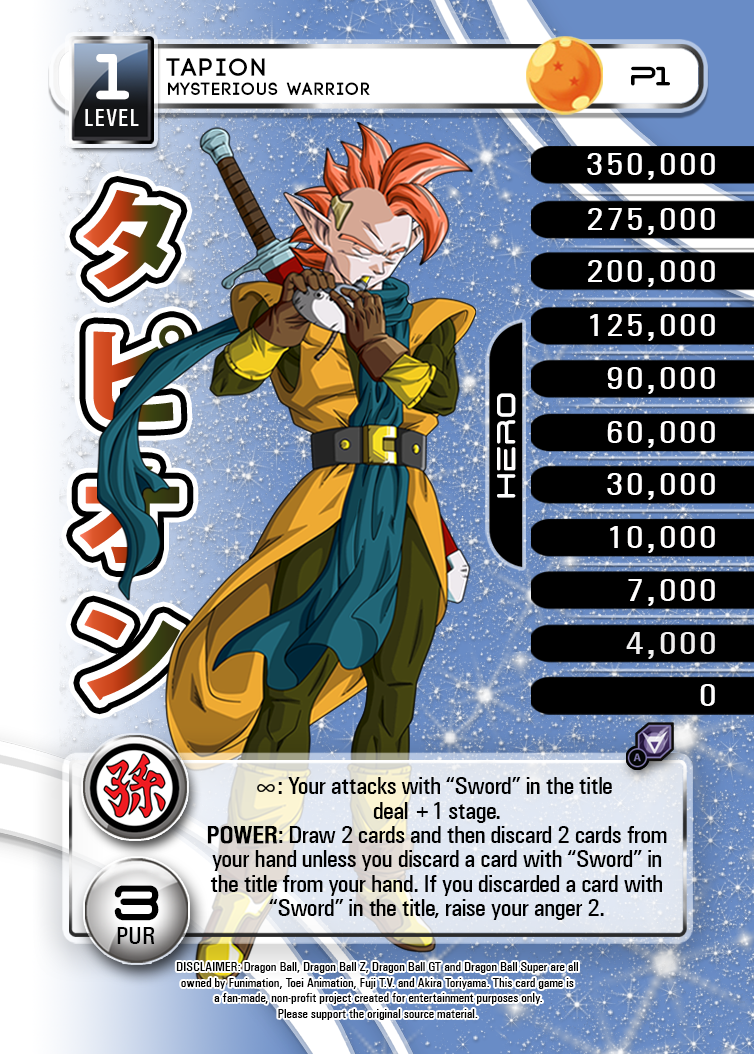 1
LEVEL
TAPION
MYSTERIOUS WARRIOR
P1
タピオン
350,000
275,000
200,000
125,000
90,000
60,000
30,000
10,000
7,000
4,000
0
HERO
A
孫
3
PUR
∞: Your attacks with “Sword” in the title
deal +1 stage.
POWER: Draw 2 cards and then discard 2 cards from
your hand unless you discard a card with “Sword” in
the title from your hand. If you discarded a card with
“Sword” in the title, raise your anger 2.
DISCLAIMER: Dragon Ball, Dragon Ball Z, Dragon Ball GT and Dragon Ball Super are all
owned by Funimation, Toei Animation, Fuji T.V. and Akira Toriyama. This card game is
a fan-made, non-profit project created for entertainment purposes only.
Please support the original source material.